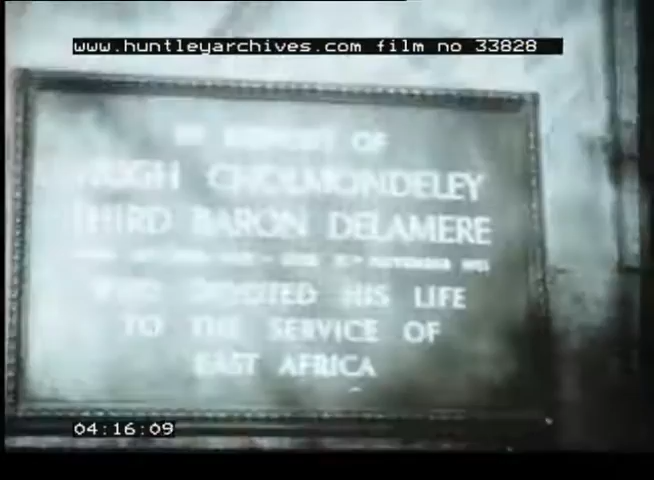 www.huntleyarchives.com film no 33828
IN MEMORY OF
HUGH CHOLMONDELEY
THIRD BARON DELAMERE
NOVEMBER
WHO DEVOTED HIS LIFE
TO THE SERVICE OF
EAST AFRICA
04:16:09